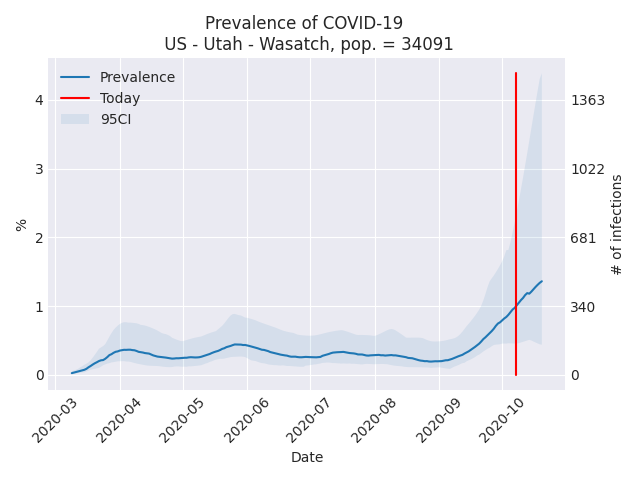 Prevalence of COVID-19
US - Utah - Wasatch, pop. = 34091
Prevalence
Today
95CI
%
4
3
2
1
0
1363
1022
681
340
0
# of infections
2020-03
2020-04
2020-05
2020-06
2020-07
2020-08
2020-09
2020-10
Date